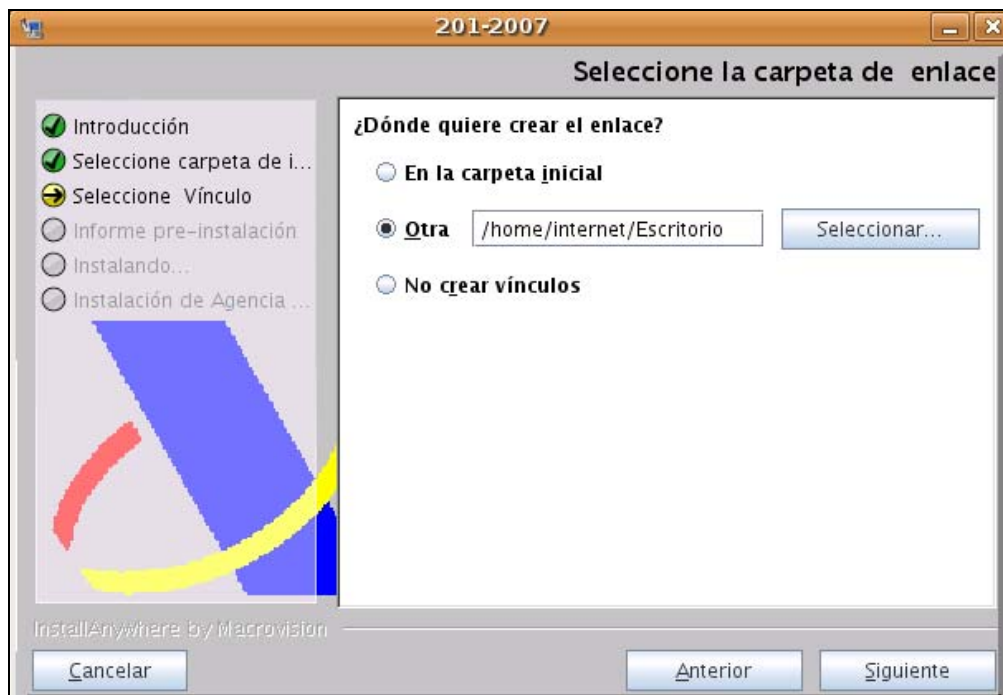 201-2007
Seleccione la carpeta de enlace
Introducción
Seleccione carpeta de i...
Seleccione Vínculo
Informe pre-instalación
Instalando...
Instalación de Agencia ...
¿Dónde quiere crear el enlace?
En la carpeta inicial
Otra /home/internet/Escritorio Seleccionar...
No crear vínculos
InstallAnywhere by Macrovision
Cancelar Anterior Siguiente